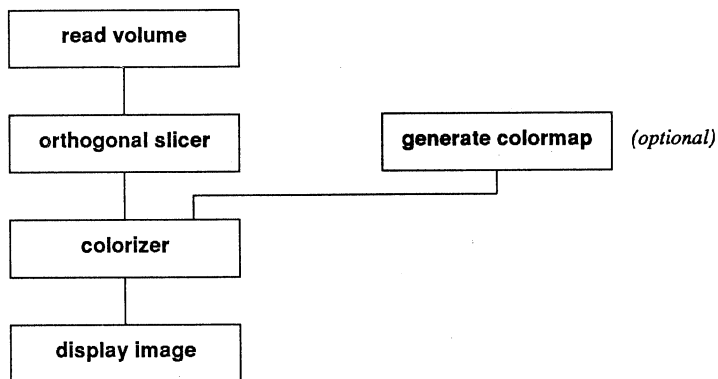 read volume
orthogonal slicer
generate colormap (optional)
colorizer
display image